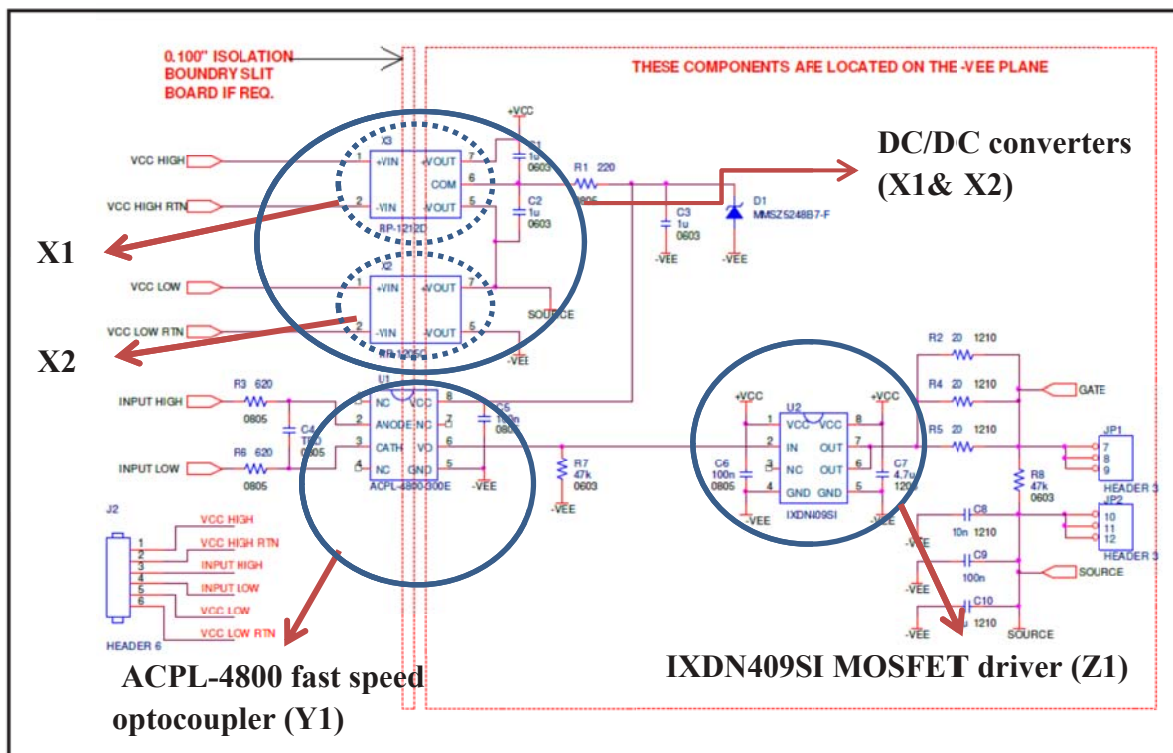 0.100" ISOLATION
BOUNDRY SLIT
BOARD IF REQ.
THESE COMPONENTS ARE LOCATED ON THE -VEE PLANE
DC/DC converters
(X1& X2)
X1
X2
VCC HIGH
VCC HIGH RTN
VCC LOW
VCC LOW RTN
X3
1 +VIN +VOUT 7
COM 6
2 -VIN -VOUT 5
RP-1212D
X2
1 +VIN +VOUT 7
2 -VIN -VOUT 5
+VCC
1u
0603
C2
1u
0603
R1 220
0805
C3
1u
0603
-VEE
D1
MMSZ5248B7-F
-VEE
SOURCE
-VEE
INPUT HIGH
INPUT LOW
R3 620
0805
C4
0805
R6 620
0805
U1
NC VCC 8
2 ANODE NC 7
3 CATH VO 6
4 NC GND 5
ACPL-4800-300E
C5
-VEE
R7
47k
0603
-VEE
+VCC
C6
100n
0805
-VEE
U2
1 VCC VCC 8
2 IN OUT 7
3 NC OUT 6
4 GND GND 5
IXDN409SI
+VCC
C7
4.7u
-VEE
R2 20 1210
R4 20 1210
R5 20 1210
GATE
R8
47k
0603
JP1
7
8
9
HEADER 3
JP2
10
11
12
HEADER 3
C8
10n 1210
-VEE
C9
100n
-VEE
C10
1210
-VEE
SOURCE
SOURCE
J2
1
2
3
4
5
6
VCC HIGH
VCC HIGH RTN
INPUT HIGH
INPUT LOW
VCC LOW
VCC LOW RTN
HEADER 6
ACPL-4800 fast speed
optocoupler (Y1)
IXDN409SI MOSFET driver (Z1)